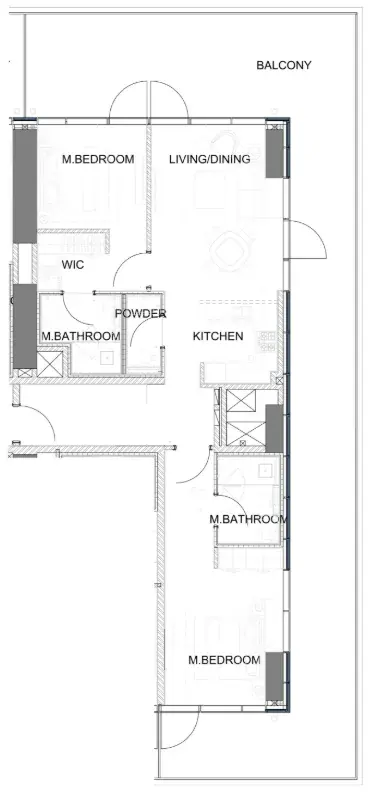 BALCONY
M.BEDROOM
LIVING/DINING
WIC
POWDER
M.BATHROOM
KITCHEN
M.BATHROOM
M.BEDROOM